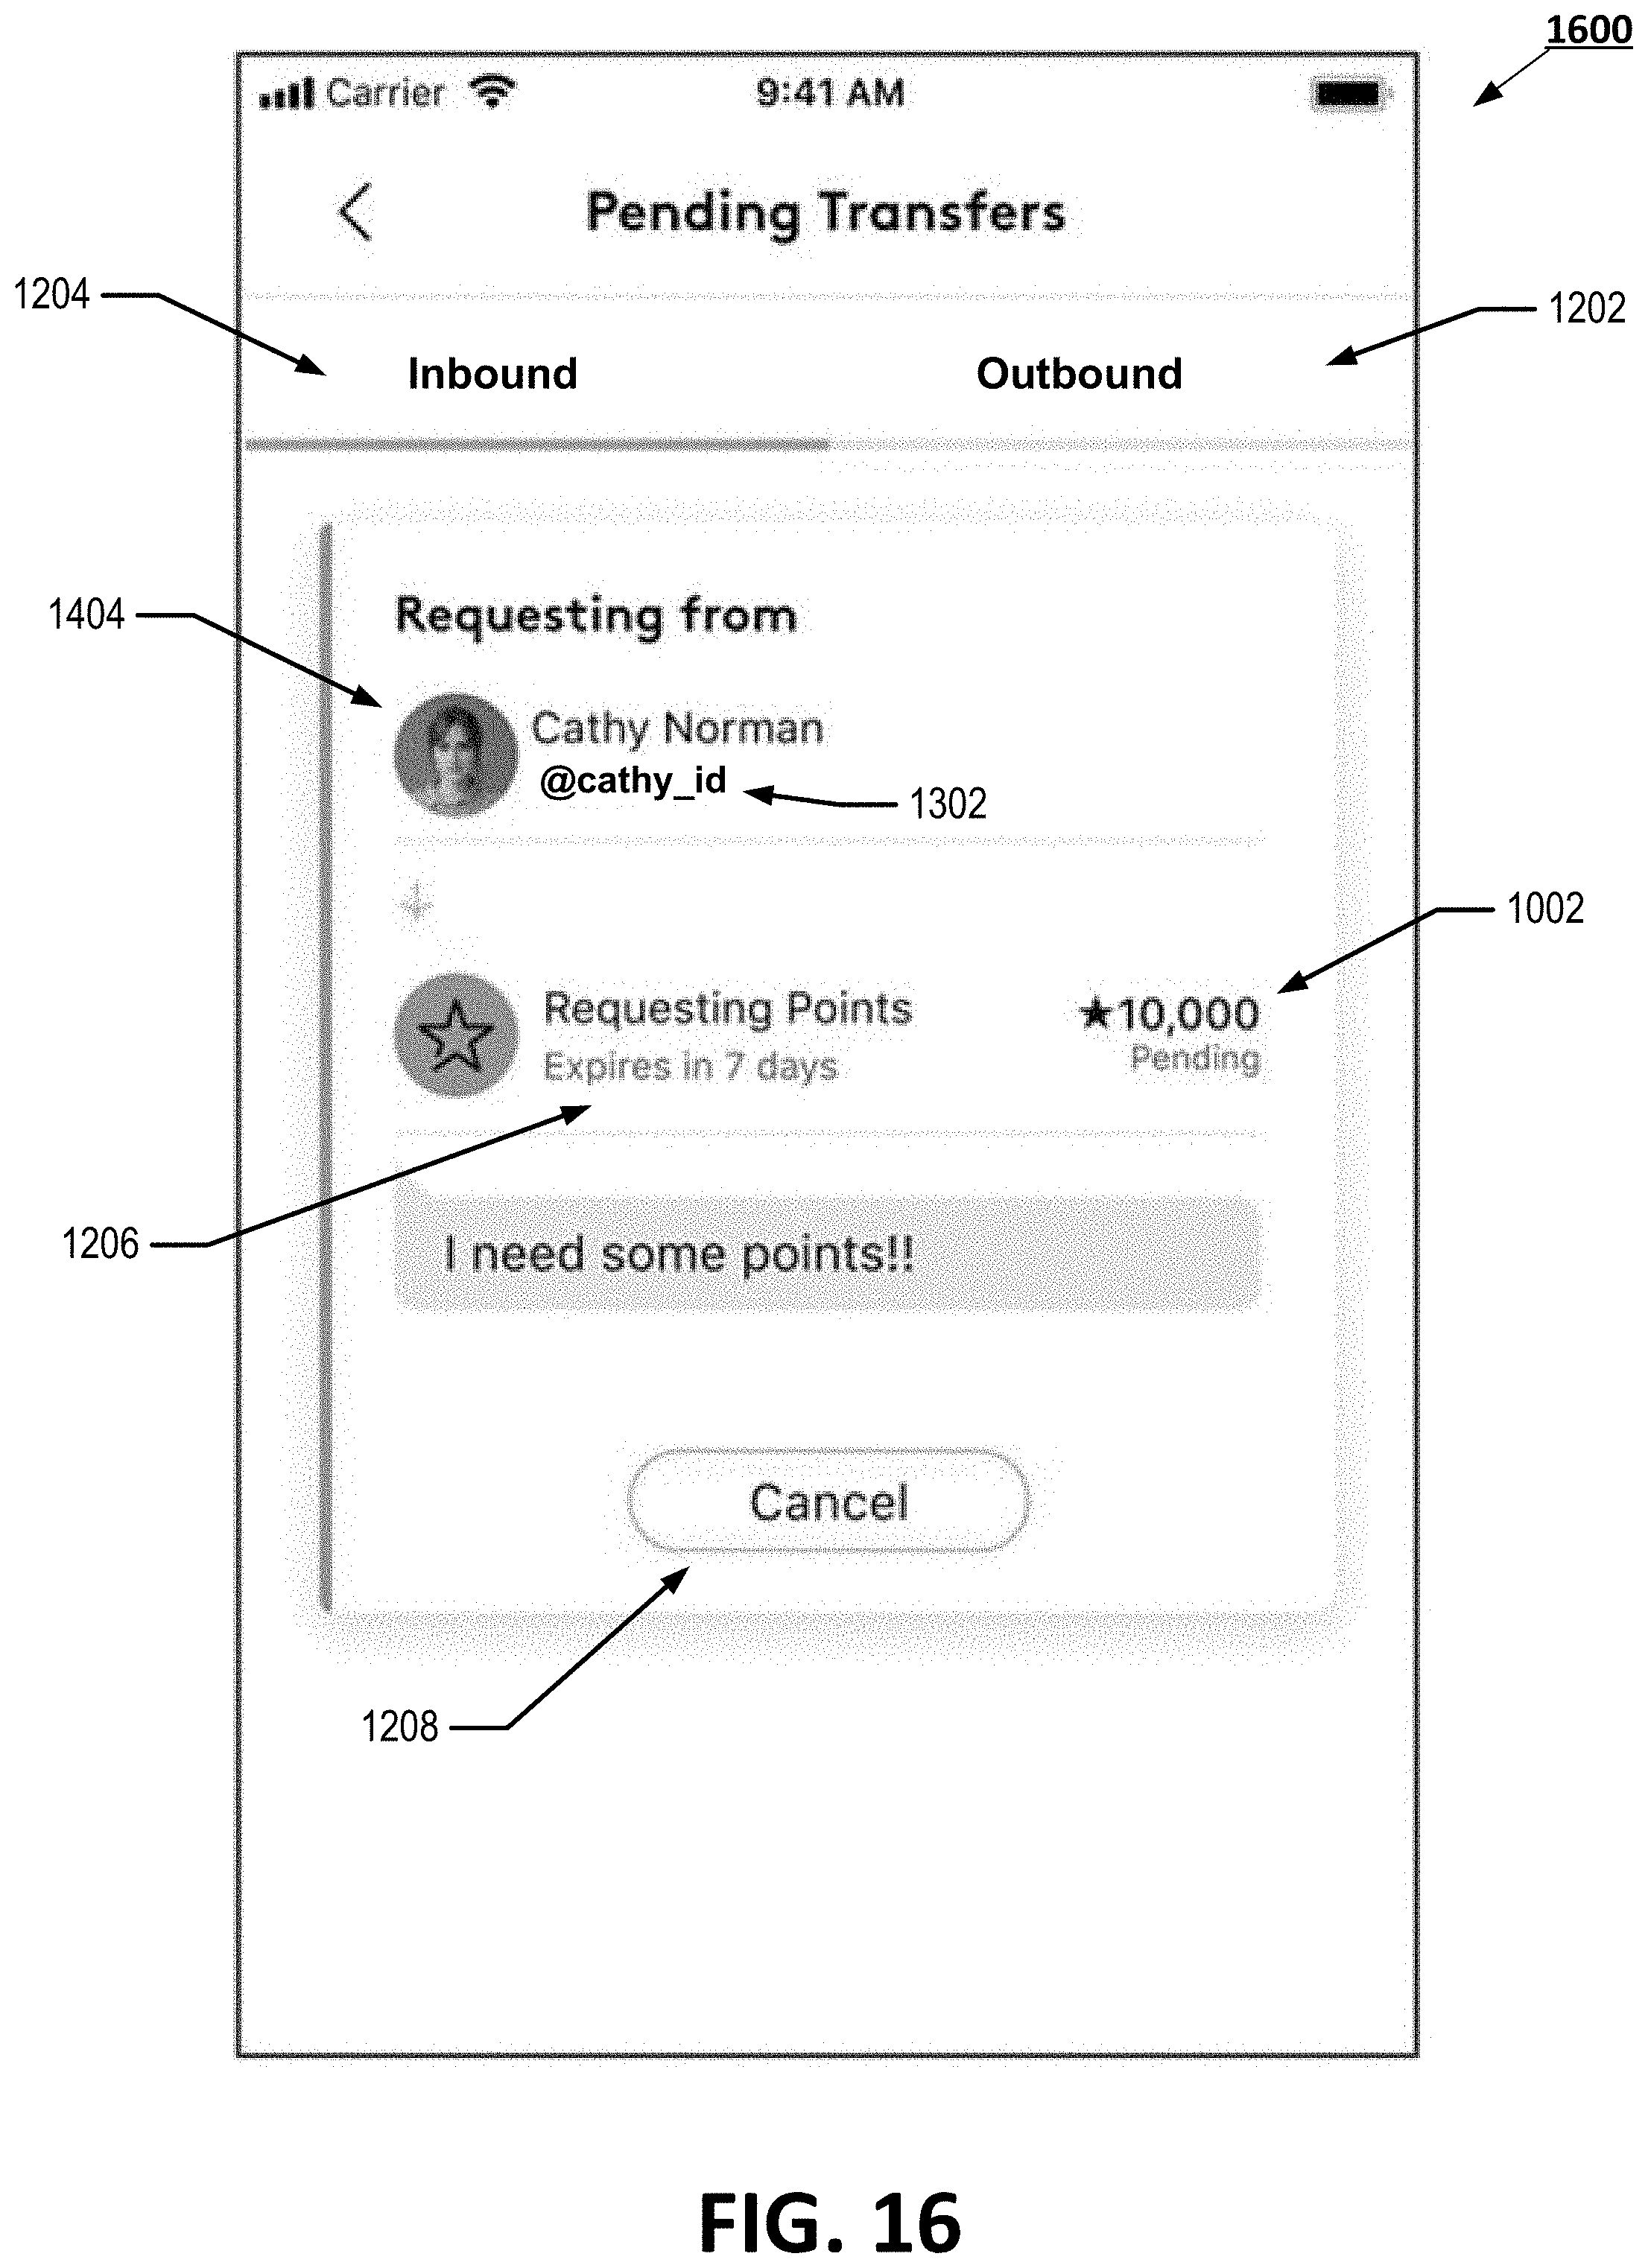 1600
Carrier 9:41 AM
Pending Transfers
1204
1202
Inbound Outbound
1404
Requesting from
Cathy Norman
@cathy_id
1302
1002
Requesting Points ★10,000
Expires in 7 days Pending
1206
I need some points!!
Cancel
1208
FIG. 16